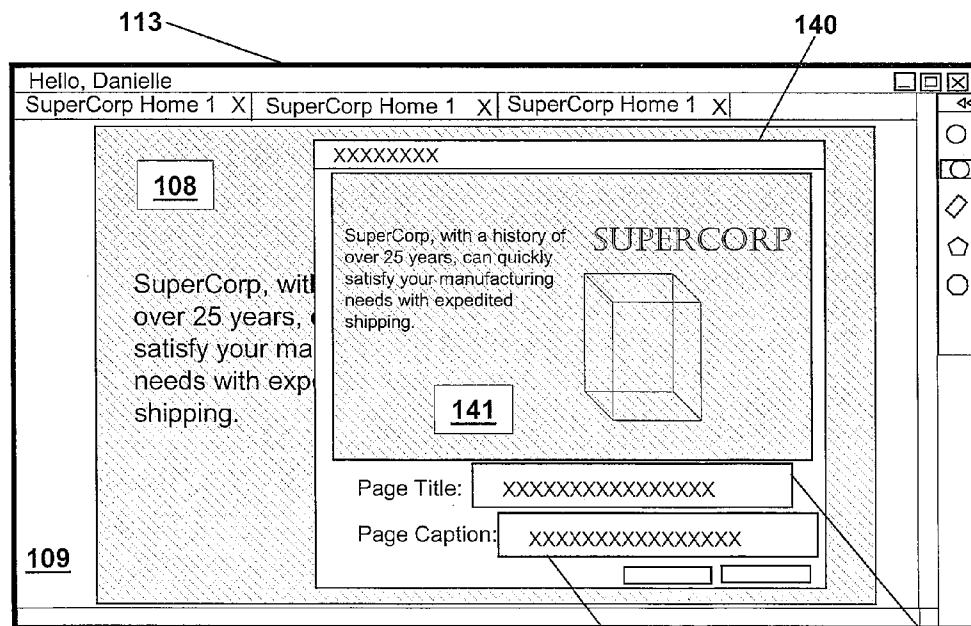 113
140
Hello, Danielle
SuperCorp Home 1 X SuperCorp Home 1 X SuperCorp Home 1 X
XXXXXXXX
108
SuperCorp, with a history of
over 25 years, can quickly
satisfy your manufacturing
needs with expedited
shipping.
SUPERCORP
SuperCorp, with
over 25 years,
satisfy your ma
needs with exp
shipping.
141
Page Title: XXXXXXXXXXXXXXXX
Page Caption: XXXXXXXXXXXXXXXX
109